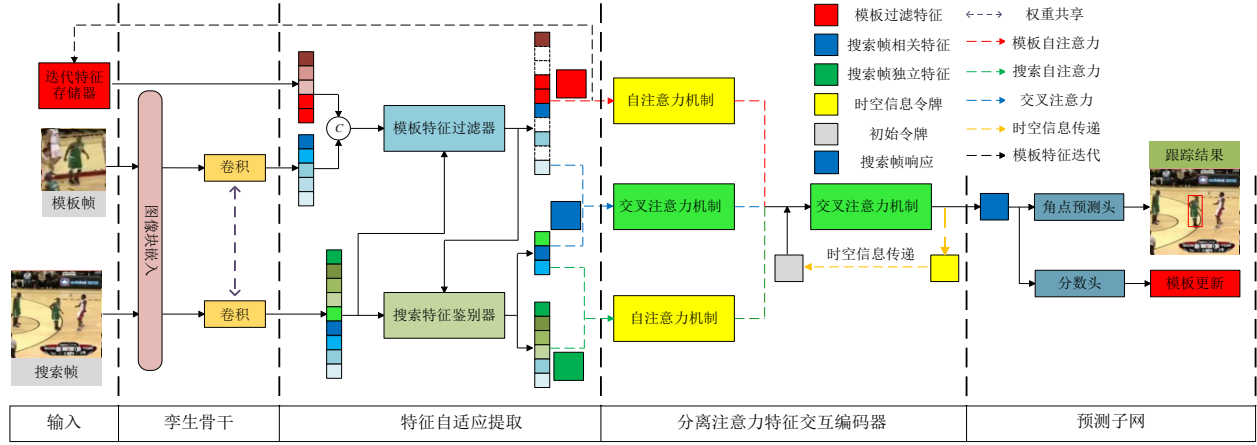 迭代特征
存储器
模板帧
搜索帧
图像块嵌入
卷积
卷积
C
模板特征过滤器
搜索特征鉴别器
自注意力机制
交叉注意力机制
自注意力机制
交叉注意力机制
时空信息传递
模板过滤特征
搜索帧相关特征
搜索帧独立特征
时空信息令牌
初始令牌
搜索帧响应
权重共享
模板自注意力
搜索自注意力
交叉注意力
时空信息传递
模板特征迭代
角点预测头
分数头
跟踪结果
模板更新
输入
孪生骨干
特征自适应提取
分离注意力特征交互编码器
预测子网